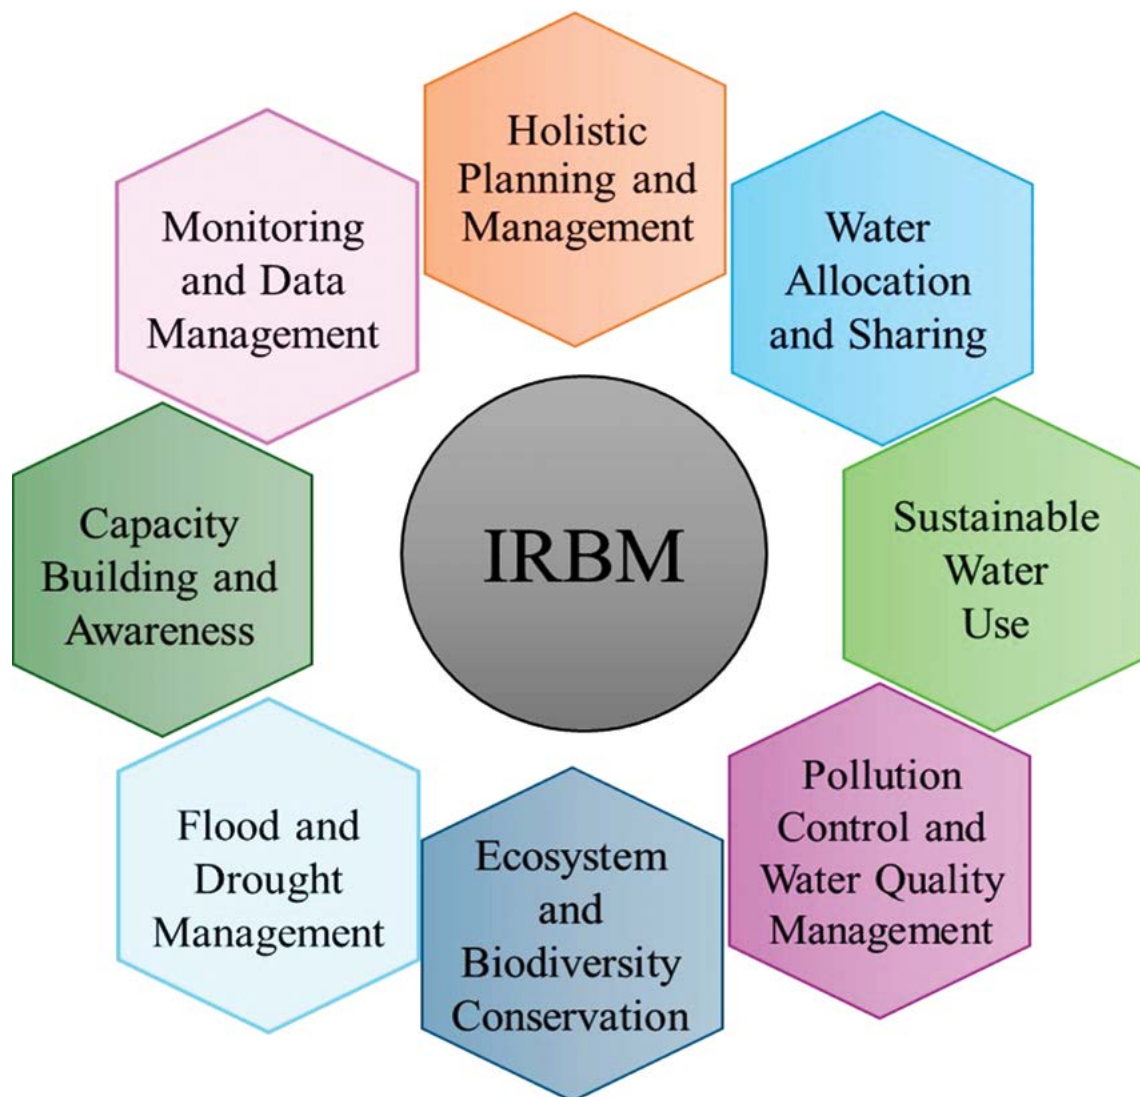 Holistic
Planning and
Management
Water
Allocation
and Sharing
Sustainable
Water
Use
Pollution
Control and
Water Quality
Management
Ecosystem
and
Biodiversity
Conservation
Flood and
Drought
Management
Capacity
Building and
Awareness
Monitoring
and Data
Management
IRBM